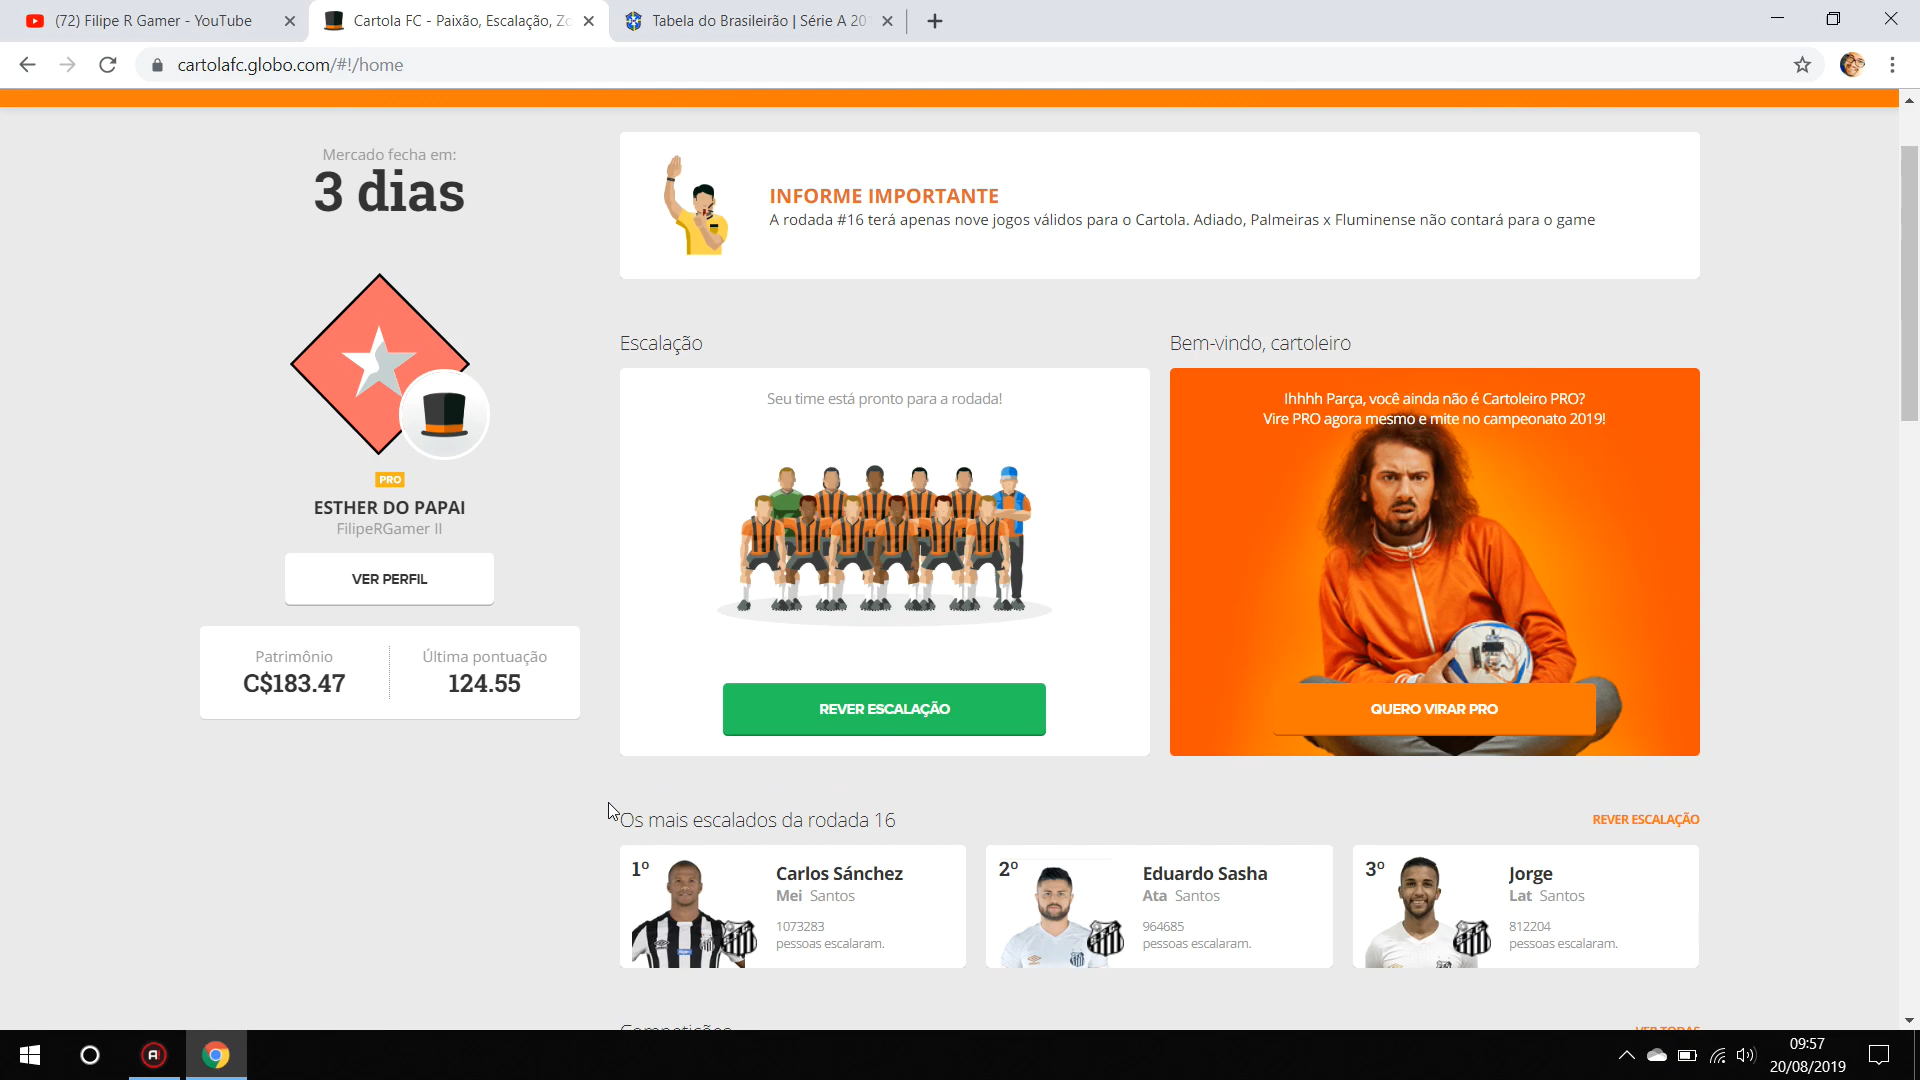 (72) Filipe R Gamer - YouTube
Cartola FC - Paixão, Escalação, Zo
Tabela do Brasileirão | Série A 201
cartolafc.globo.com/#!/home
Mercado fecha em:
3 dias
INFORME IMPORTANTE
A rodada #16 terá apenas nove jogos válidos para o Cartola. Adiado, Palmeiras x Fluminense não contará para o game
PRO
ESTHER DO PAPAI
FilipeRGamer II
VER PERFIL
Patrimônio
C$183.47
Última pontuação
124.55
Escalação
Seu time está pronto para a rodada!
REVER ESCALAÇÃO
Bem-vindo, cartoleiro
Ihhhh Parça, você ainda não é Cartoleiro PRO?
Vire PRO agora mesmo e mite no campeonato 2019!
QUERO VIRAR PRO
Os mais escalados da rodada 16
REVER ESCALAÇÃO
1º
Carlos Sánchez
Mei Santos
1073283
pessoas escalaram.
2º
Eduardo Sasha
Ata Santos
964685
pessoas escalaram.
3º
Jorge
Lat Santos
812204
pessoas escalaram.
Competições
VER TODAS
09:57
20/08/2019